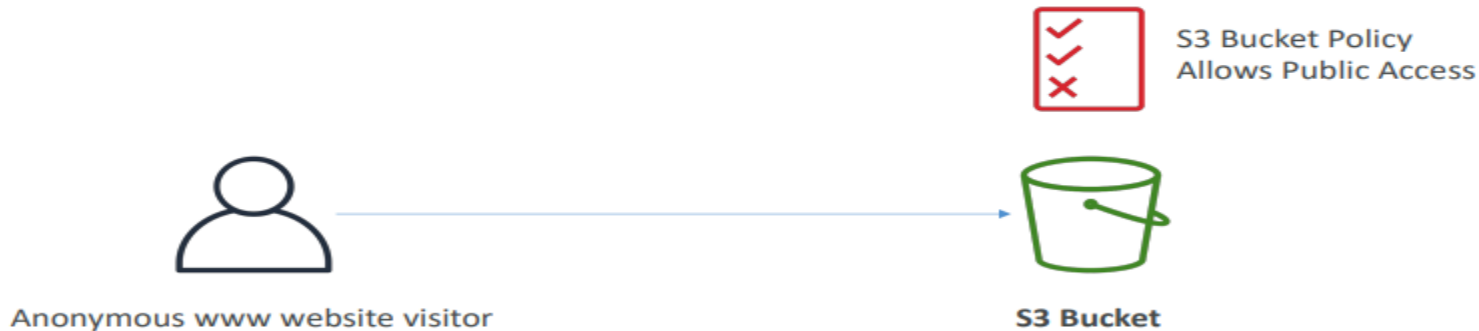 S3 Bucket Policy
Allows Public Access
Anonymous www website visitor
S3 Bucket